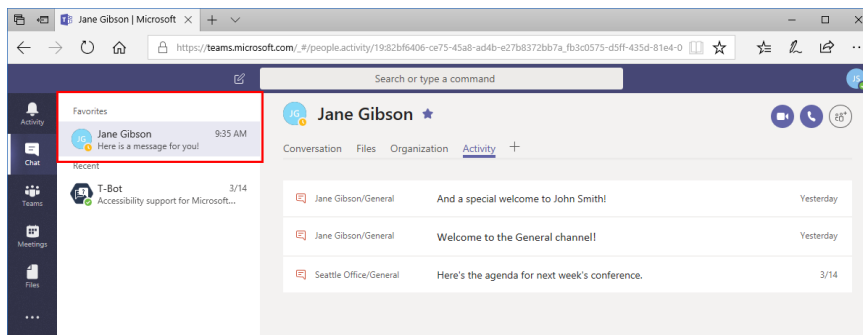 Jane Gibson | Microsoft
https://teams.microsoft.com/_#/people.activity/19:82bf6406-ce75-45a8-ad4b-e27b8372bb7a_fb3c0575-d5ff-435d-81e4-0
Search or type a command
JS
Activity
Chat
Teams
Meetings
Files
Favorites
JG
Jane Gibson 9:35 AM
Here is a message for you!
Recent
T-Bot 3/14
Accessibility support for Microsoft...
JG
Jane Gibson
Conversation Files Organization Activity
Jane Gibson/General And a special welcome to John Smith! Yesterday
Jane Gibson/General Welcome to the General channel! Yesterday
Seattle Office/General Here's the agenda for next week's conference. 3/14